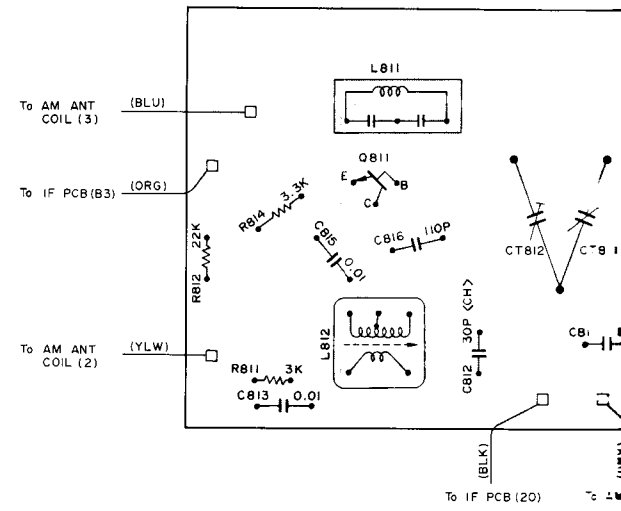 L811
To AM ANT
COIL (3)
(BLU)
Q811
E
B
C
To IF PCB (B3)
(ORG)
R814
3.3K
C815
0.01
C816
110P
22K
R812
CT812
L812
30P <CH>
C812
To AM ANT
COIL (2)
(YLW)
R811
3K
C813
0.01
C81
(BLK)
To IF PCB (20)